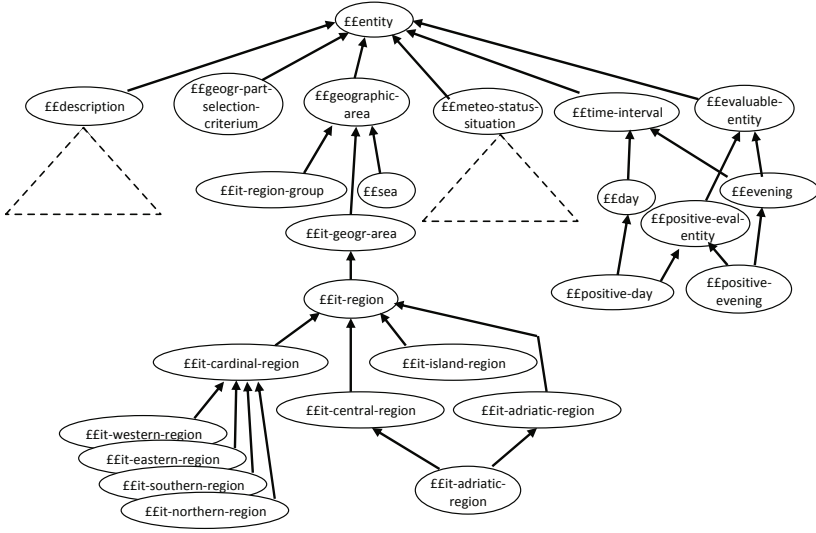 ££entity
££description
££geogr-part-
selection-
criterium
££geographic-
area
££meteo-status-
situation
££time-interval
££evaluable-
entity
££it-region-group
££sea
££day
££evening
££it-geogr-area
££positive-eval-
entity
££it-region
££positive-day
££positive-
evening
££it-cardinal-region
££it-island-region
££it-central-region
££it-adriatic-region
££it-western-region
££it-eastern-region
££it-southern-region
££it-northern-region
££it-adriatic-
region